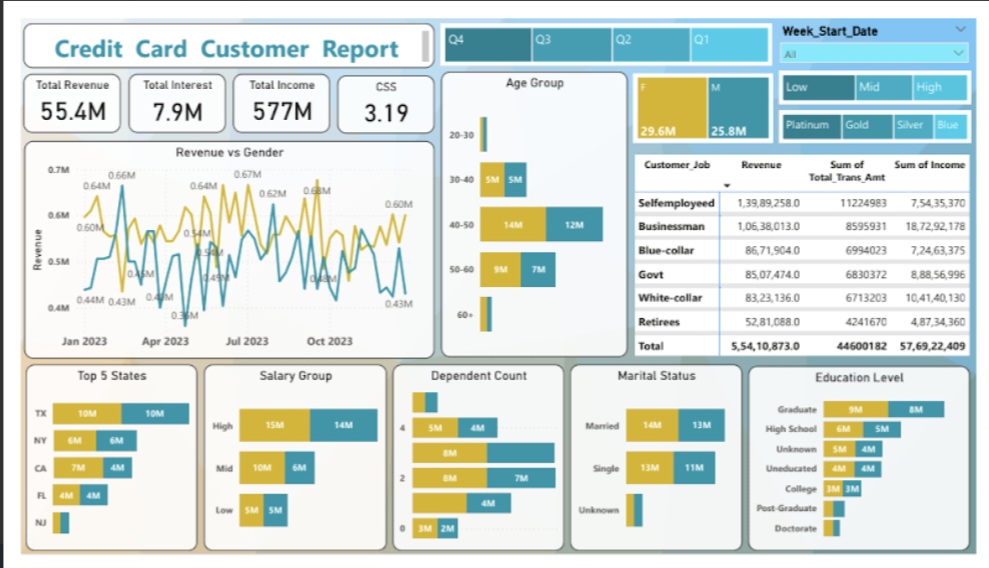 Credit Card Customer Report
Q4 Q3 Q2 Q1
Week_Start_Date
All
Low Mid High
Platinum Gold Silver Blue
Total Revenue
55.4M
Total Interest
7.9M
Total Income
577M
CSS
3.19
F
29.6M
M
25.8M
Revenue vs Gender
Revenue
0.7M
0.6M
0.5M
0.4M
0.64M
0.66M
0.64M
0.67M
0.62M
0.68M
0.60M
0.60M
0.54M
0.44M
0.43M
0.43M
Jan 2023 Apr 2023 Jul 2023 Oct 2023
Age Group
20-30
30-40 5M 5M
40-50 14M 12M
50-60 9M 7M
60+
Customer_Job Revenue Sum of Total_Trans_Amt Sum of Income
Selfemployeed 1,39,89,258.0 11224983 7,54,35,370
Businessman 1,06,38,013.0 8595931 18,72,92,178
Blue-collar 86,71,904.0 6994023 7,24,63,375
Govt 85,07,474.0 6830372 8,88,56,996
White-collar 83,23,136.0 6713203 10,41,40,130
Retirees 52,81,088.0 4241670 4,87,34,360
Total 5,54,10,873.0 44600182 57,69,22,409
Top 5 States
TX 10M 10M
NY 6M 6M
CA 7M 4M
FL 4M 4M
NJ
Salary Group
High 15M 14M
Mid 10M 6M
Low 5M 5M
Dependent Count
4 5M 4M
8M
2 8M 7M
4M
0 3M 2M
Marital Status
Married 14M 13M
Single 13M 11M
Unknown
Education Level
Graduate 9M 8M
High School 6M 5M
Unknown 5M 4M
Uneducated 4M 4M
College 3M 3M
Post-Graduate
Doctorate